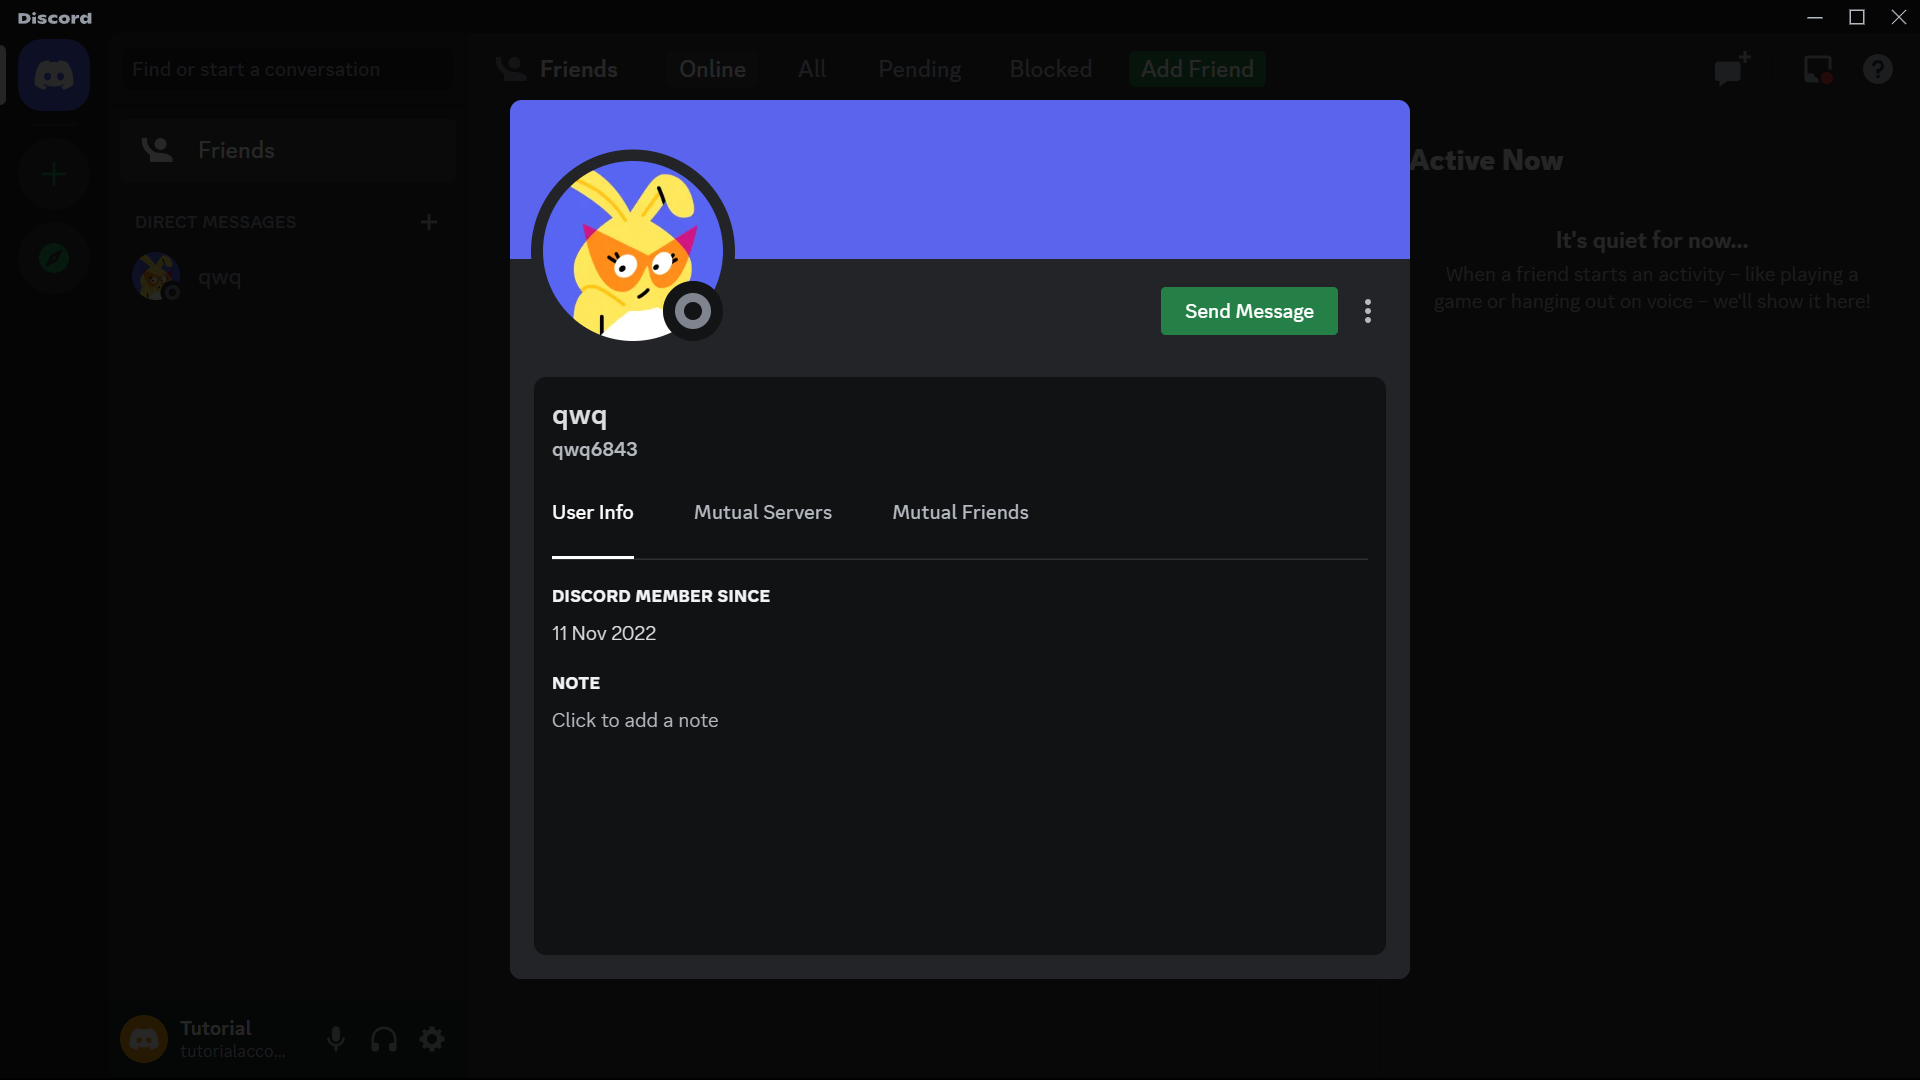 Discord
Find or start a conversation
Friends
Online
All
Pending
Blocked
Add Friend
Friends
DIRECT MESSAGES
qwq
Active Now
It's quiet for now...
When a friend starts an activity – like playing a
game or hanging out on voice – we'll show it here!
Send Message
qwq
qwq6843
User Info
Mutual Servers
Mutual Friends
DISCORD MEMBER SINCE
11 Nov 2022
NOTE
Click to add a note
Tutorial
tutorialacco...